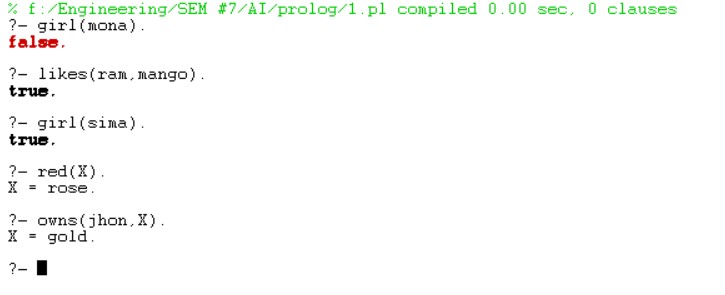 % f:/Engineering/SEM #7/AI/prolog/1.pl compiled 0.00 sec, 0 clauses
?- girl(mona).
false.
?- likes(ram,mango).
true.
?- girl(sima).
true.
?- red(X).
X = rose.
?- owns(jhon,X).
X = gold.
?-